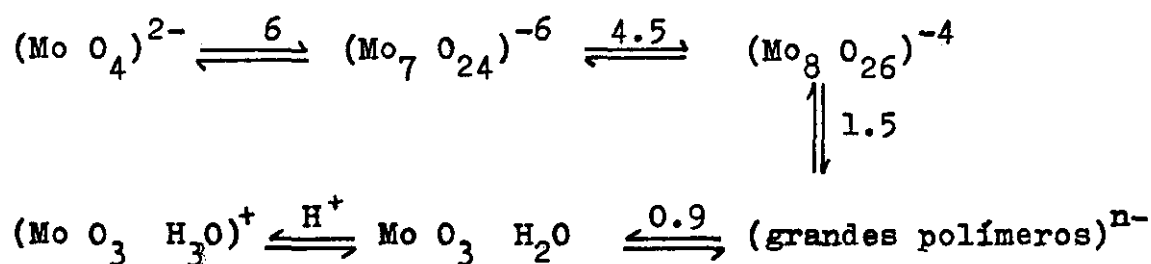 (Mo O₄)²⁻ ⇌ 6 (Mo₇ O₂₄)⁻⁶ ⇌ 4.5 (Mo₈ O₂₆)⁻⁴
1.5
(Mo O₃ H₃O)⁺ ⇌ H⁺ Mo O₃ H₂O ⇌ 0.9 (grandes polímeros)ⁿ⁻